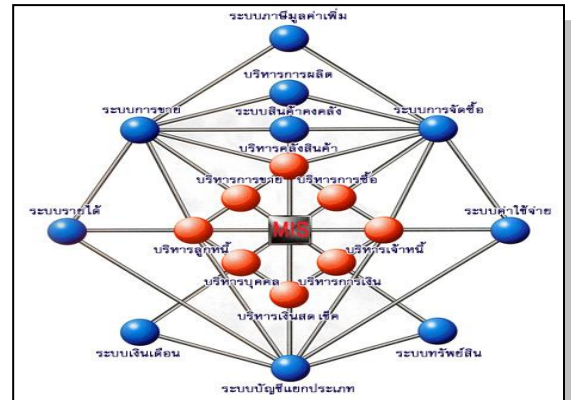 ระบบภาษีมูลค่าเพิ่ม
บริหารการผลิต
ระบบการขาย
ระบบสินค้าคงคลัง
ระบบการจัดซื้อ
บริหารคลังสินค้า
บริหารการขาย
บริหารการซื้อ
ระบบรายได้
ระบบค่าใช้จ่าย
MIS
บริหารลูกหนี้
บริหารเจ้าหนี้
บริหารบุคคล
บริหารการเงิน
บริหารเงินสด เช็ค
ระบบเงินเดือน
ระบบทรัพย์สิน
ระบบบัญชีแยกประเภท